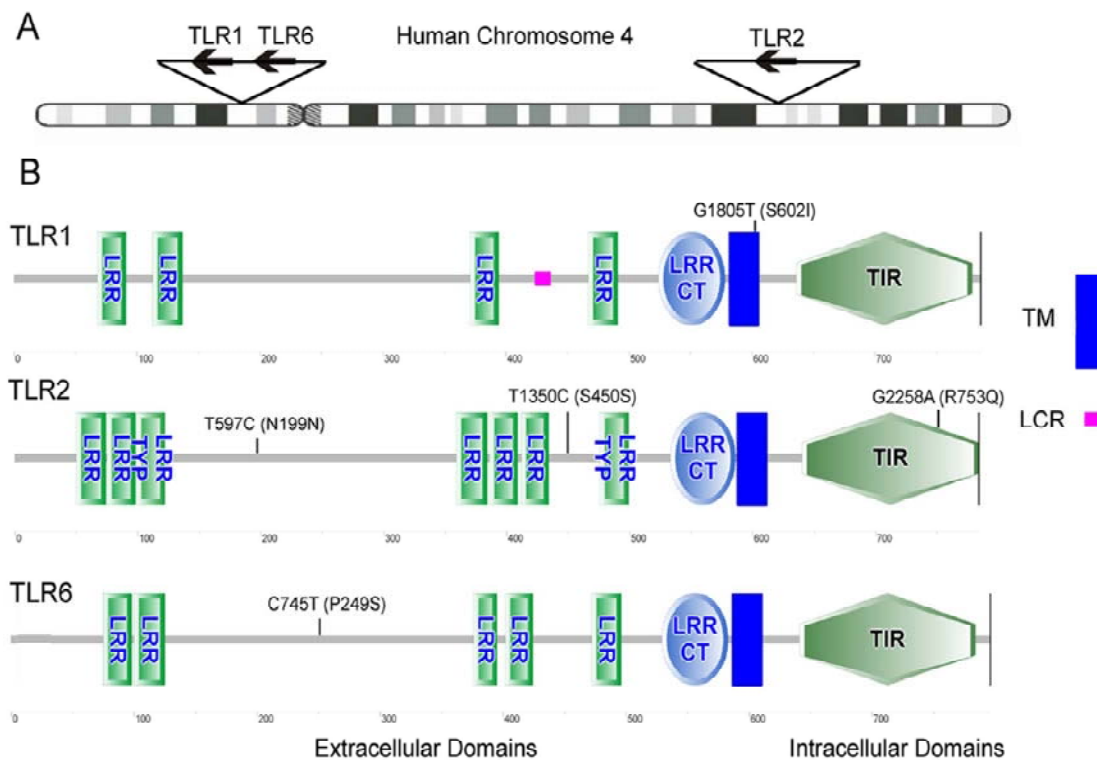 A
TLR1 TLR6 Human Chromosome 4 TLR2
B
TLR1
G1805T (S602I)
LRR LRR LRR LRR LRR CT TIR
TM
0 100 200 300 400 500 600 700
TLR2
T597C (N199N) T1350C (S450S) G2258A (R753Q)
LCR
LRR LRR LRR TYP LRR LRR LRR LRR TYP LRR CT TIR
0 100 200 300 400 500 600 700
TLR6
C745T (P249S)
LRR LRR LRR LRR LRR LRR CT TIR
0 100 200 300 400 500 600 700
Extracellular Domains Intracellular Domains